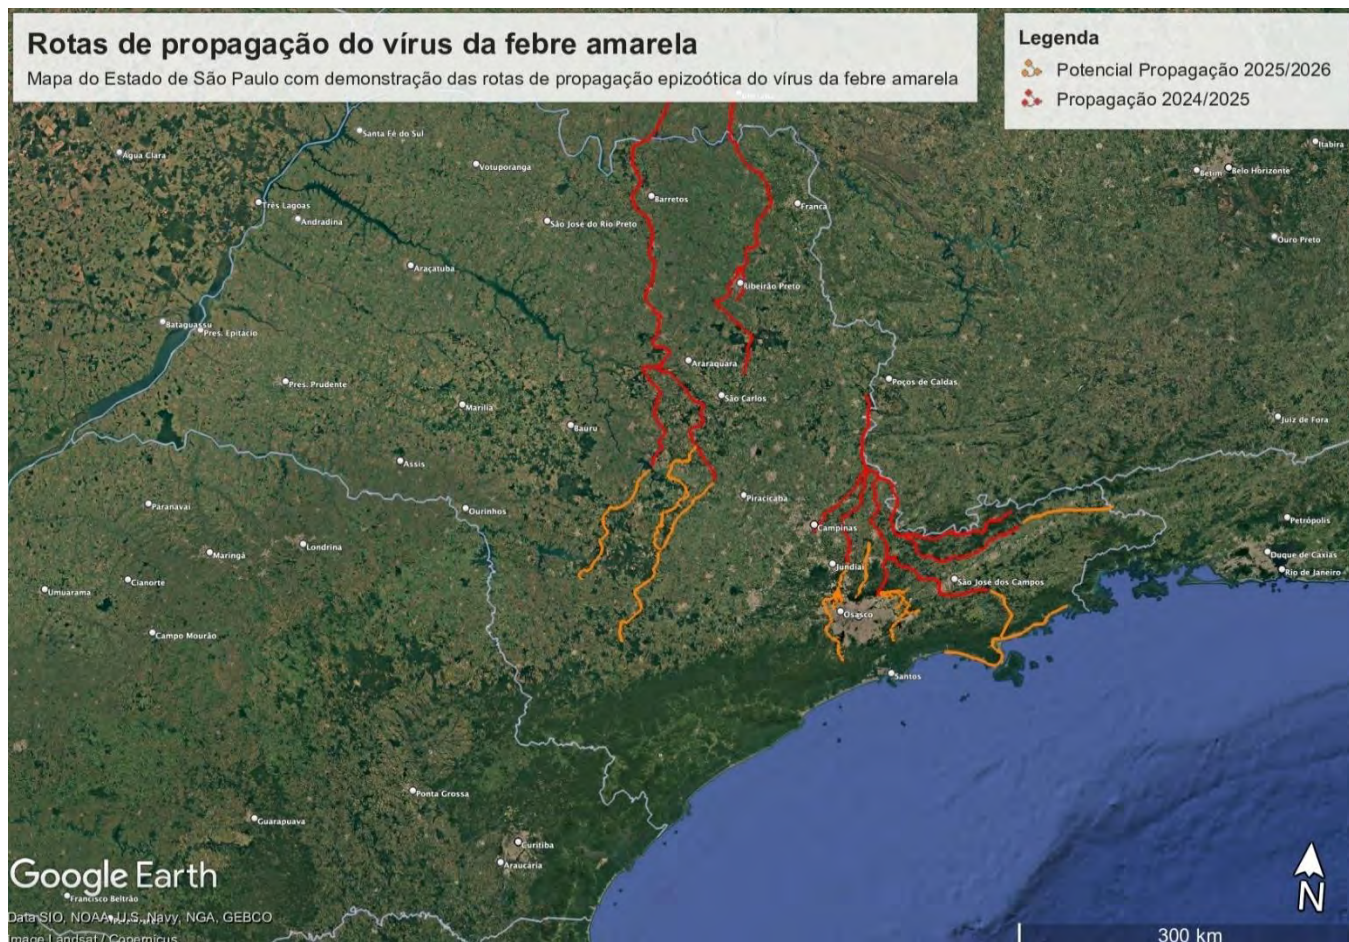 Rotas de propagação do vírus da febre amarela
Mapa do Estado de São Paulo com demonstração das rotas de propagação epizoótica do vírus da febre amarela
Legenda
Potencial Propagação 2025/2026
Propagação 2024/2025
Santa Fé do Sul
Itabira
Água Clara
Votuporanga
Betim
Belo Horizonte
Barretos
Três Lagoas
Franca
Andradina
São José do Rio Preto
Ouro Preto
Araçatuba
Ribeirão Preto
Bataguassu
Pres. Epitácio
Araraquara
Pres. Prudente
Poços de Caldas
São Carlos
Marília
Juiz de Fora
Bauru
Assis
Piracicaba
Paranavaí
Ourinhos
Petrópolis
Campinas
Londrina
Maringá
Duque de Caxias
Jundiaí
Rio de Janeiro
Cianorte
São José dos Campos
Umuarama
Osasco
Campo Mourão
Santos
Ponta Grossa
Guarapuava
Curitiba
Araucária
Google Earth
Francisco Beltrão
Data SIO, NOAA, U.S. Navy, NGA, GEBCO
Image Landsat / Copernicus
N
300 km